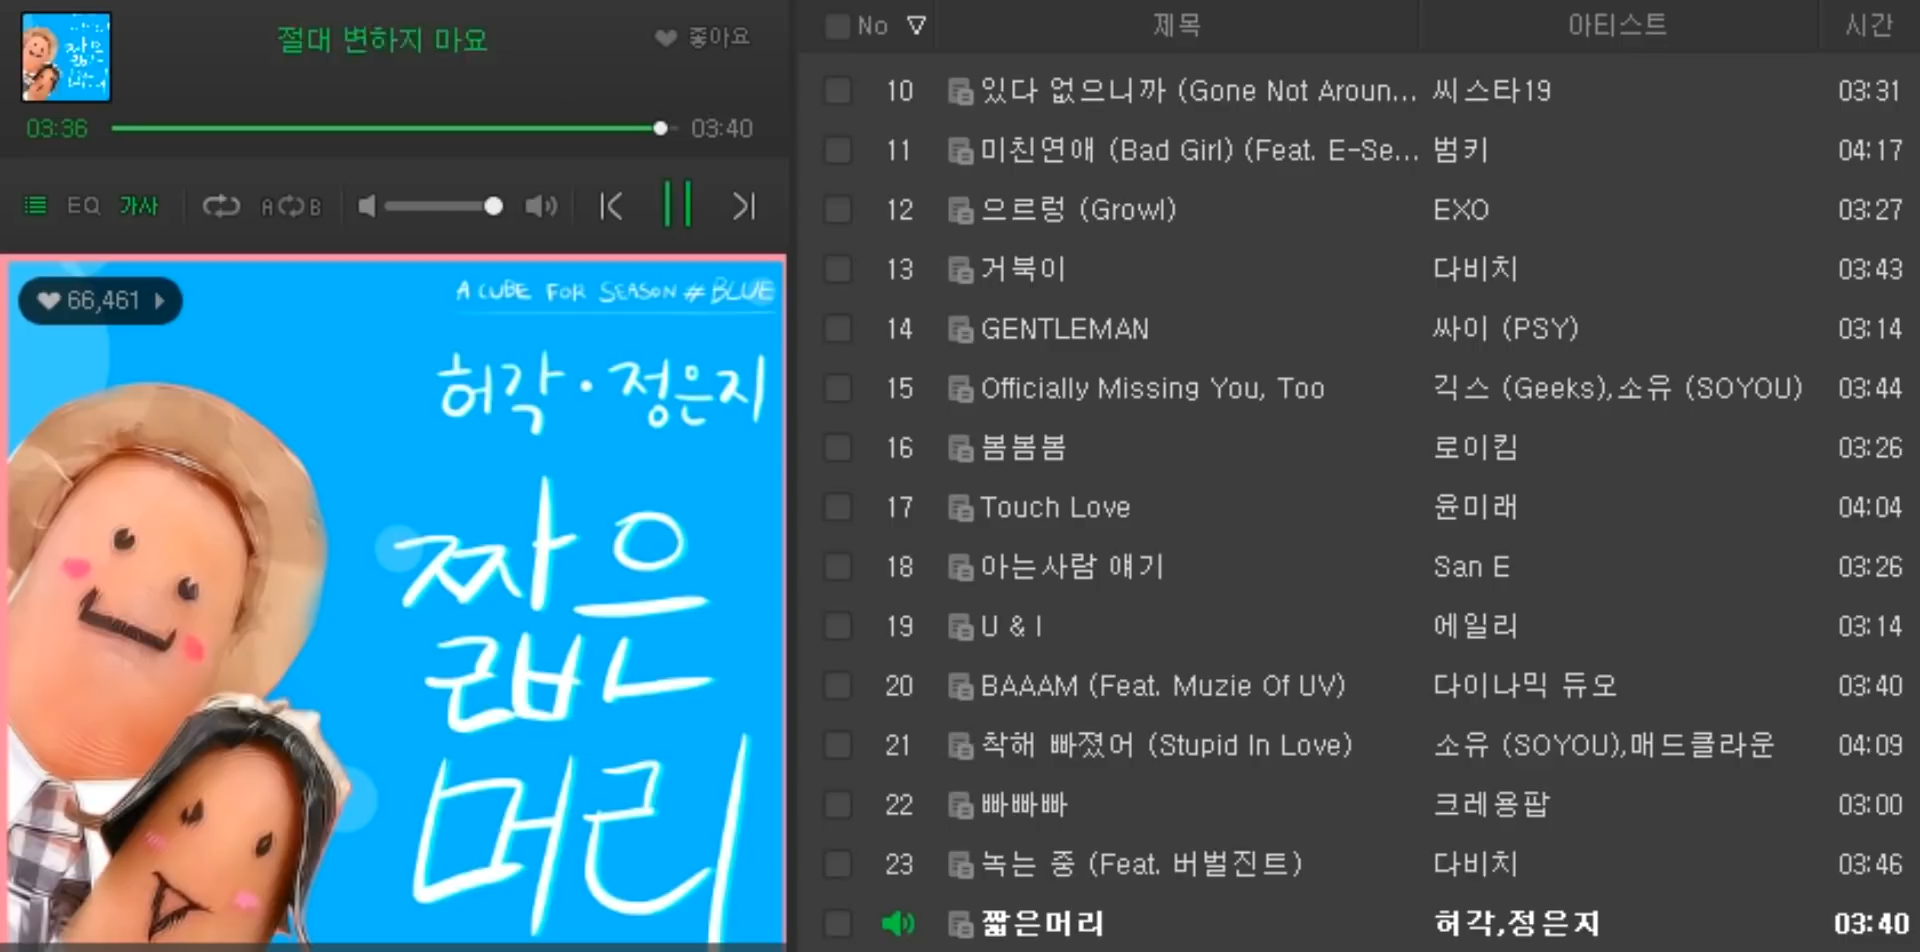 절대 변하지 마요
좋아요
03:36
03:40
EQ 가사 A B
66,461
A CUBE FOR SEASON # BLUE
허각·정은지
짧은
머리
No 제목 아티스트 시간
10 있다 없으니까 (Gone Not Aroun... 씨스타19 03:31
11 미친연애 (Bad Girl) (Feat. E-Se... 범키 04:17
12 으르렁 (Growl) EXO 03:27
13 거북이 다비치 03:43
14 GENTLEMAN 싸이 (PSY) 03:14
15 Officially Missing You, Too 긱스 (Geeks),소유 (SOYOU) 03:44
16 봄봄봄 로이킴 03:26
17 Touch Love 윤미래 04:04
18 아는사람 얘기 San E 03:26
19 U & I 에일리 03:14
20 BAAAM (Feat. Muzie Of UV) 다이나믹 듀오 03:40
21 착해 빠졌어 (Stupid In Love) 소유 (SOYOU),매드클라운 04:09
22 빠빠빠 크레용팝 03:00
23 녹는 중 (Feat. 버벌진트) 다비치 03:46
짧은머리 허각,정은지 03:40